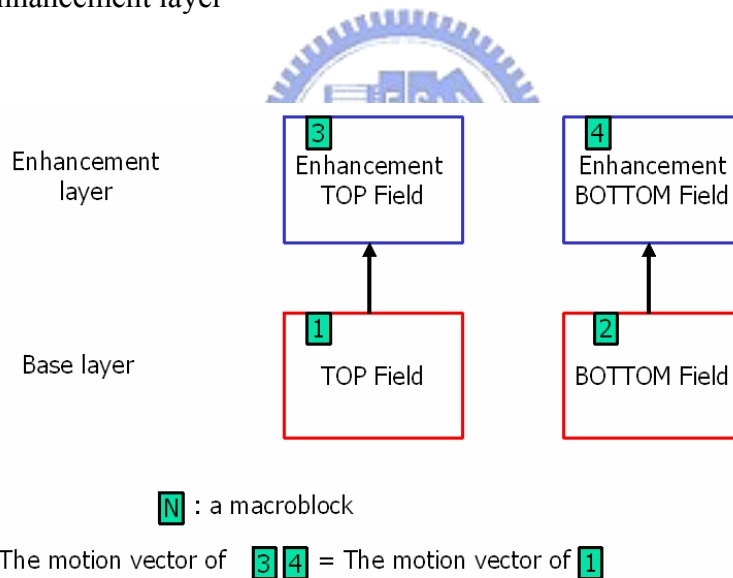 nhancement layer
3 4
Enhancement layer
Enhancement TOP Field
Enhancement BOTTOM Field
1 2
Base layer
TOP Field
BOTTOM Field
N : a macroblock
The motion vector of 3 4 = The motion vector of 1